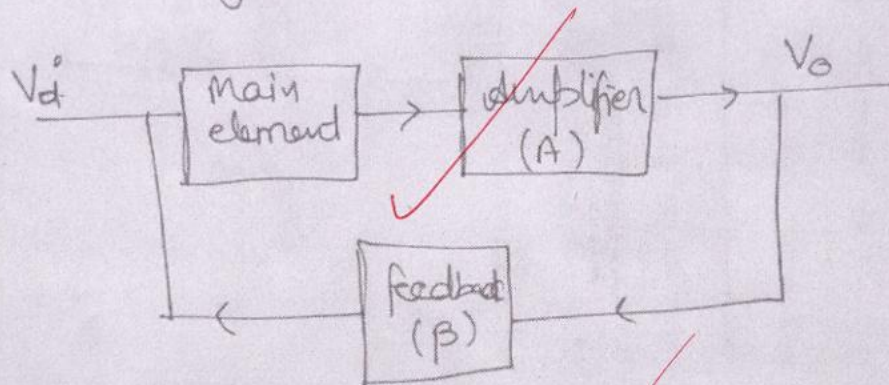 Vd
Main
element
Amplifier
(A)
Vo
feedback
(β)